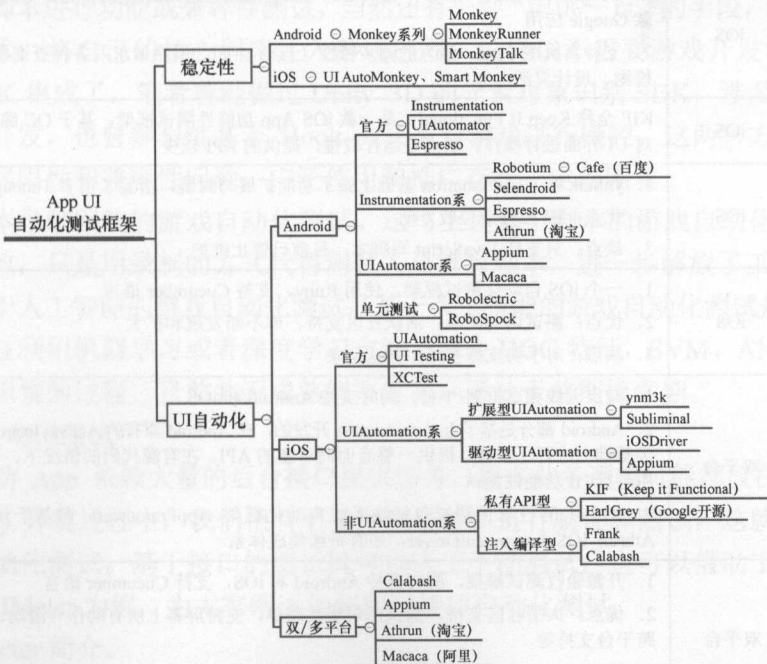 App UI
自动化测试框架
稳定性
Android
Monkey系列
Monkey
MonkeyRunner
MonkeyTalk
iOS
UI AutoMonkey、Smart Monkey
UI自动化
Android
官方
Instrumentation
UIAutomator
Espresso
Instrumentation系
Robotium
Cafe（百度）
Selendroid
Espresso
Athrun（淘宝）
UIAutomator系
Appium
Macaca
单元测试
Robolectric
RoboSpock
iOS
官方
UIAutomation
UI Testing
XCTest
UIAutomation系
扩展型UIAutomation
ynm3k
Subliminal
驱动型UIAutomation
iOSDriver
Appium
非UIAutomation系
私有API型
KIF（Keep it Functional）
EarlGrey（Google开源）
注入编译型
Frank
Calabash
双/多平台
Calabash
Appium
Athrun（淘宝）
Macaca（阿里）